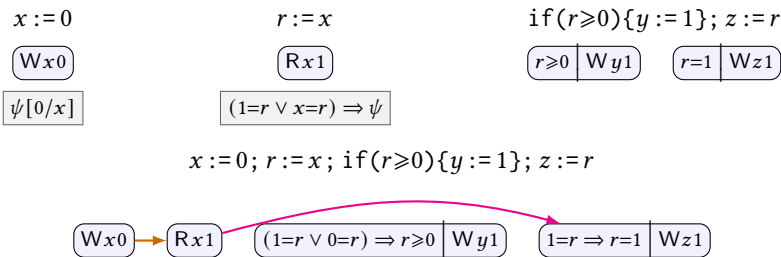 x := 0 r := x if(r⩾0){y := 1}; z := r
Wx0 Rx1 r⩾0 | Wy1 r=1 | Wz1
ψ[0/x] (1=r ∨ x=r) ⇒ ψ
x := 0; r := x; if(r⩾0){y := 1}; z := r
Wx0 Rx1 (1=r ∨ 0=r) ⇒ r⩾0 | Wy1 1=r ⇒ r=1 | Wz1